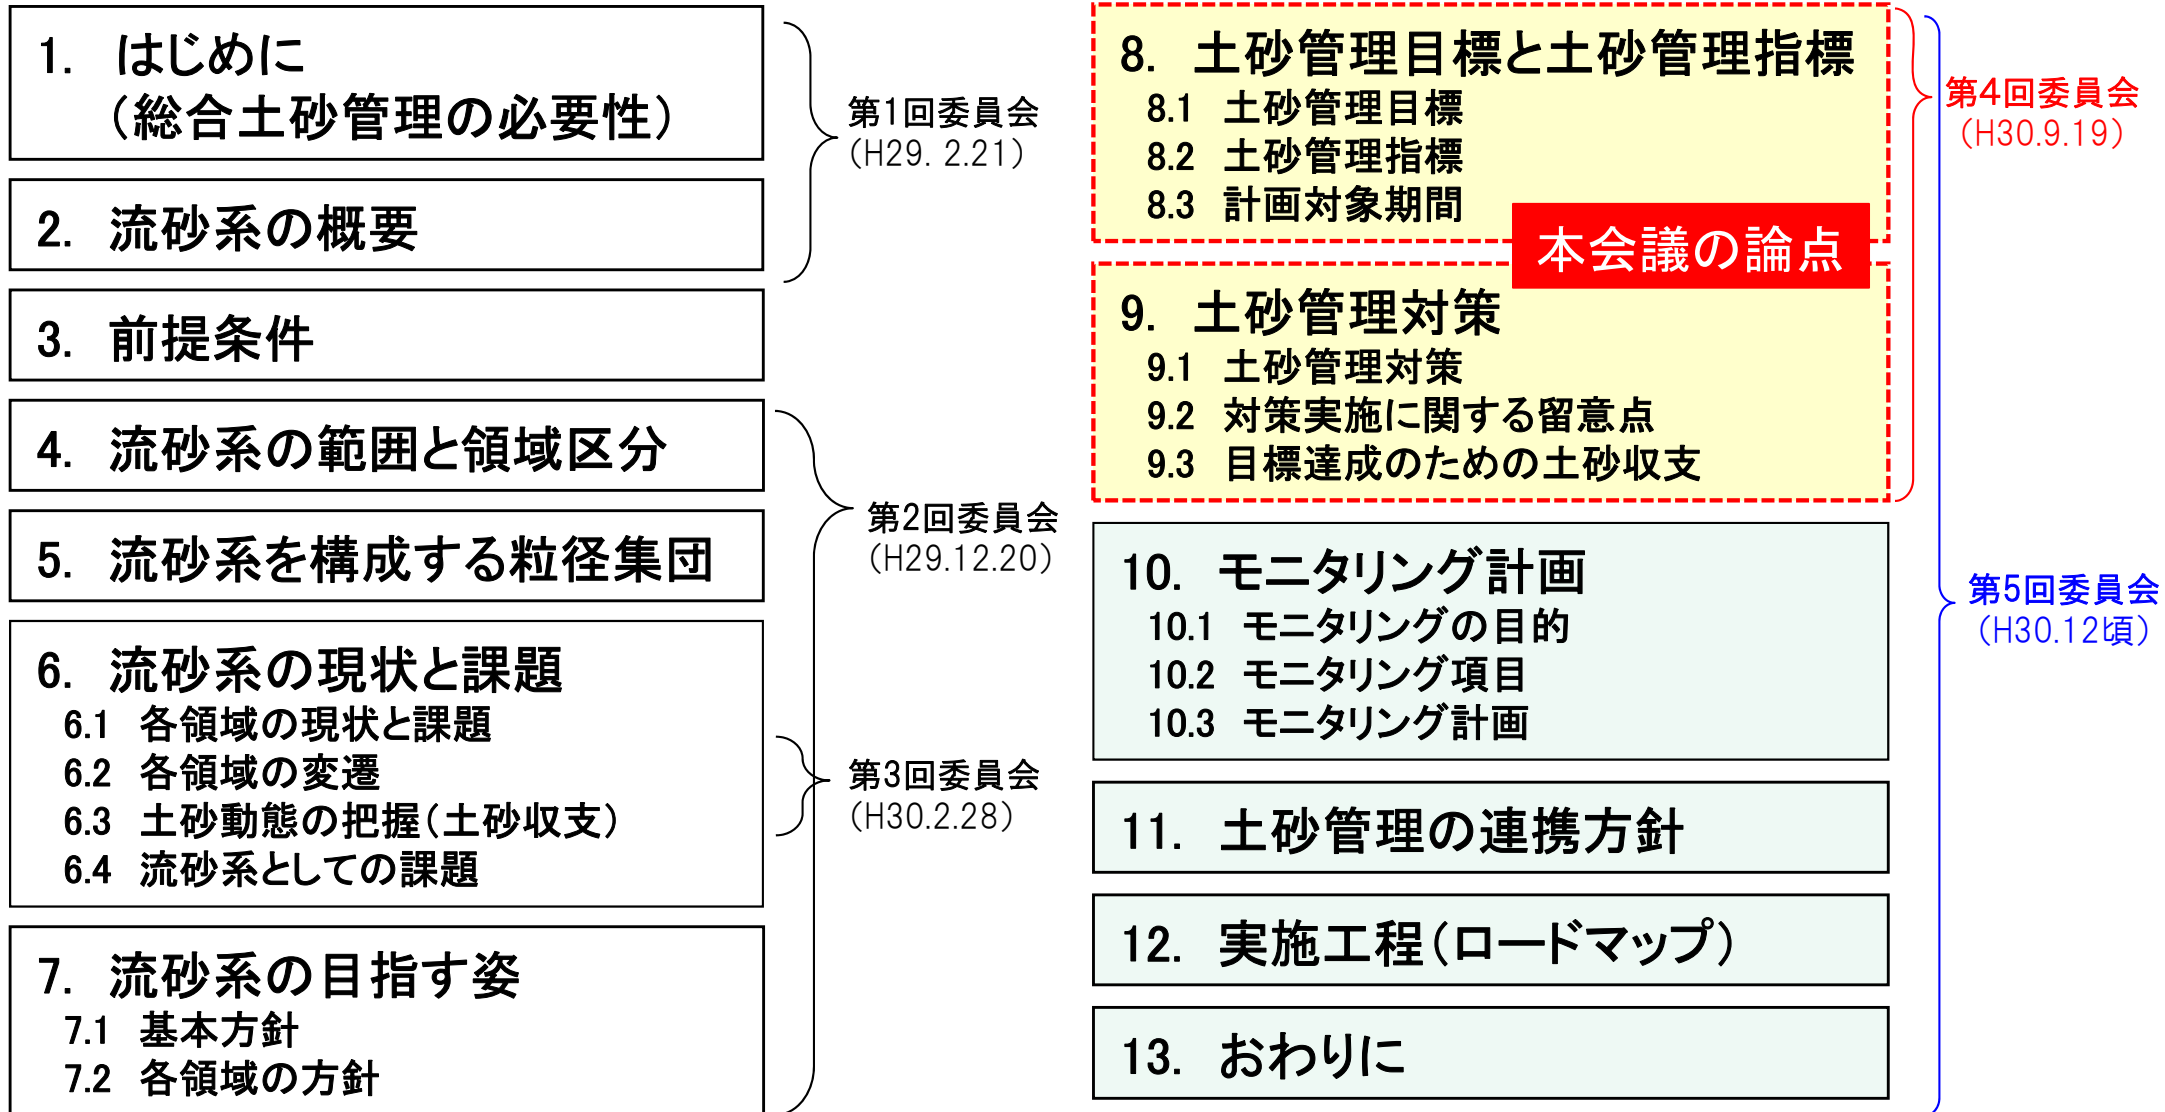 1. はじめに
（総合土砂管理の必要性）
2. 流砂系の概要
第1回委員会
（H29. 2.21）
3. 前提条件
4. 流砂系の範囲と領域区分
5. 流砂系を構成する粒径集団
第2回委員会
（H29.12.20）
6. 流砂系の現状と課題
6.1 各領域の現状と課題
6.2 各領域の変遷
6.3 土砂動態の把握（土砂収支）
6.4 流砂系としての課題
第3回委員会
（H30.2.28）
7. 流砂系の目指す姿
7.1 基本方針
7.2 各領域の方針
8. 土砂管理目標と土砂管理指標
8.1 土砂管理目標
8.2 土砂管理指標
8.3 計画対象期間
本会議の論点
第4回委員会
（H30.9.19）
9. 土砂管理対策
9.1 土砂管理対策
9.2 対策実施に関する留意点
9.3 目標達成のための土砂収支
10. モニタリング計画
10.1 モニタリングの目的
10.2 モニタリング項目
10.3 モニタリング計画
第5回委員会
（H30.12頃）
11. 土砂管理の連携方針
12. 実施工程（ロードマップ）
13. おわりに